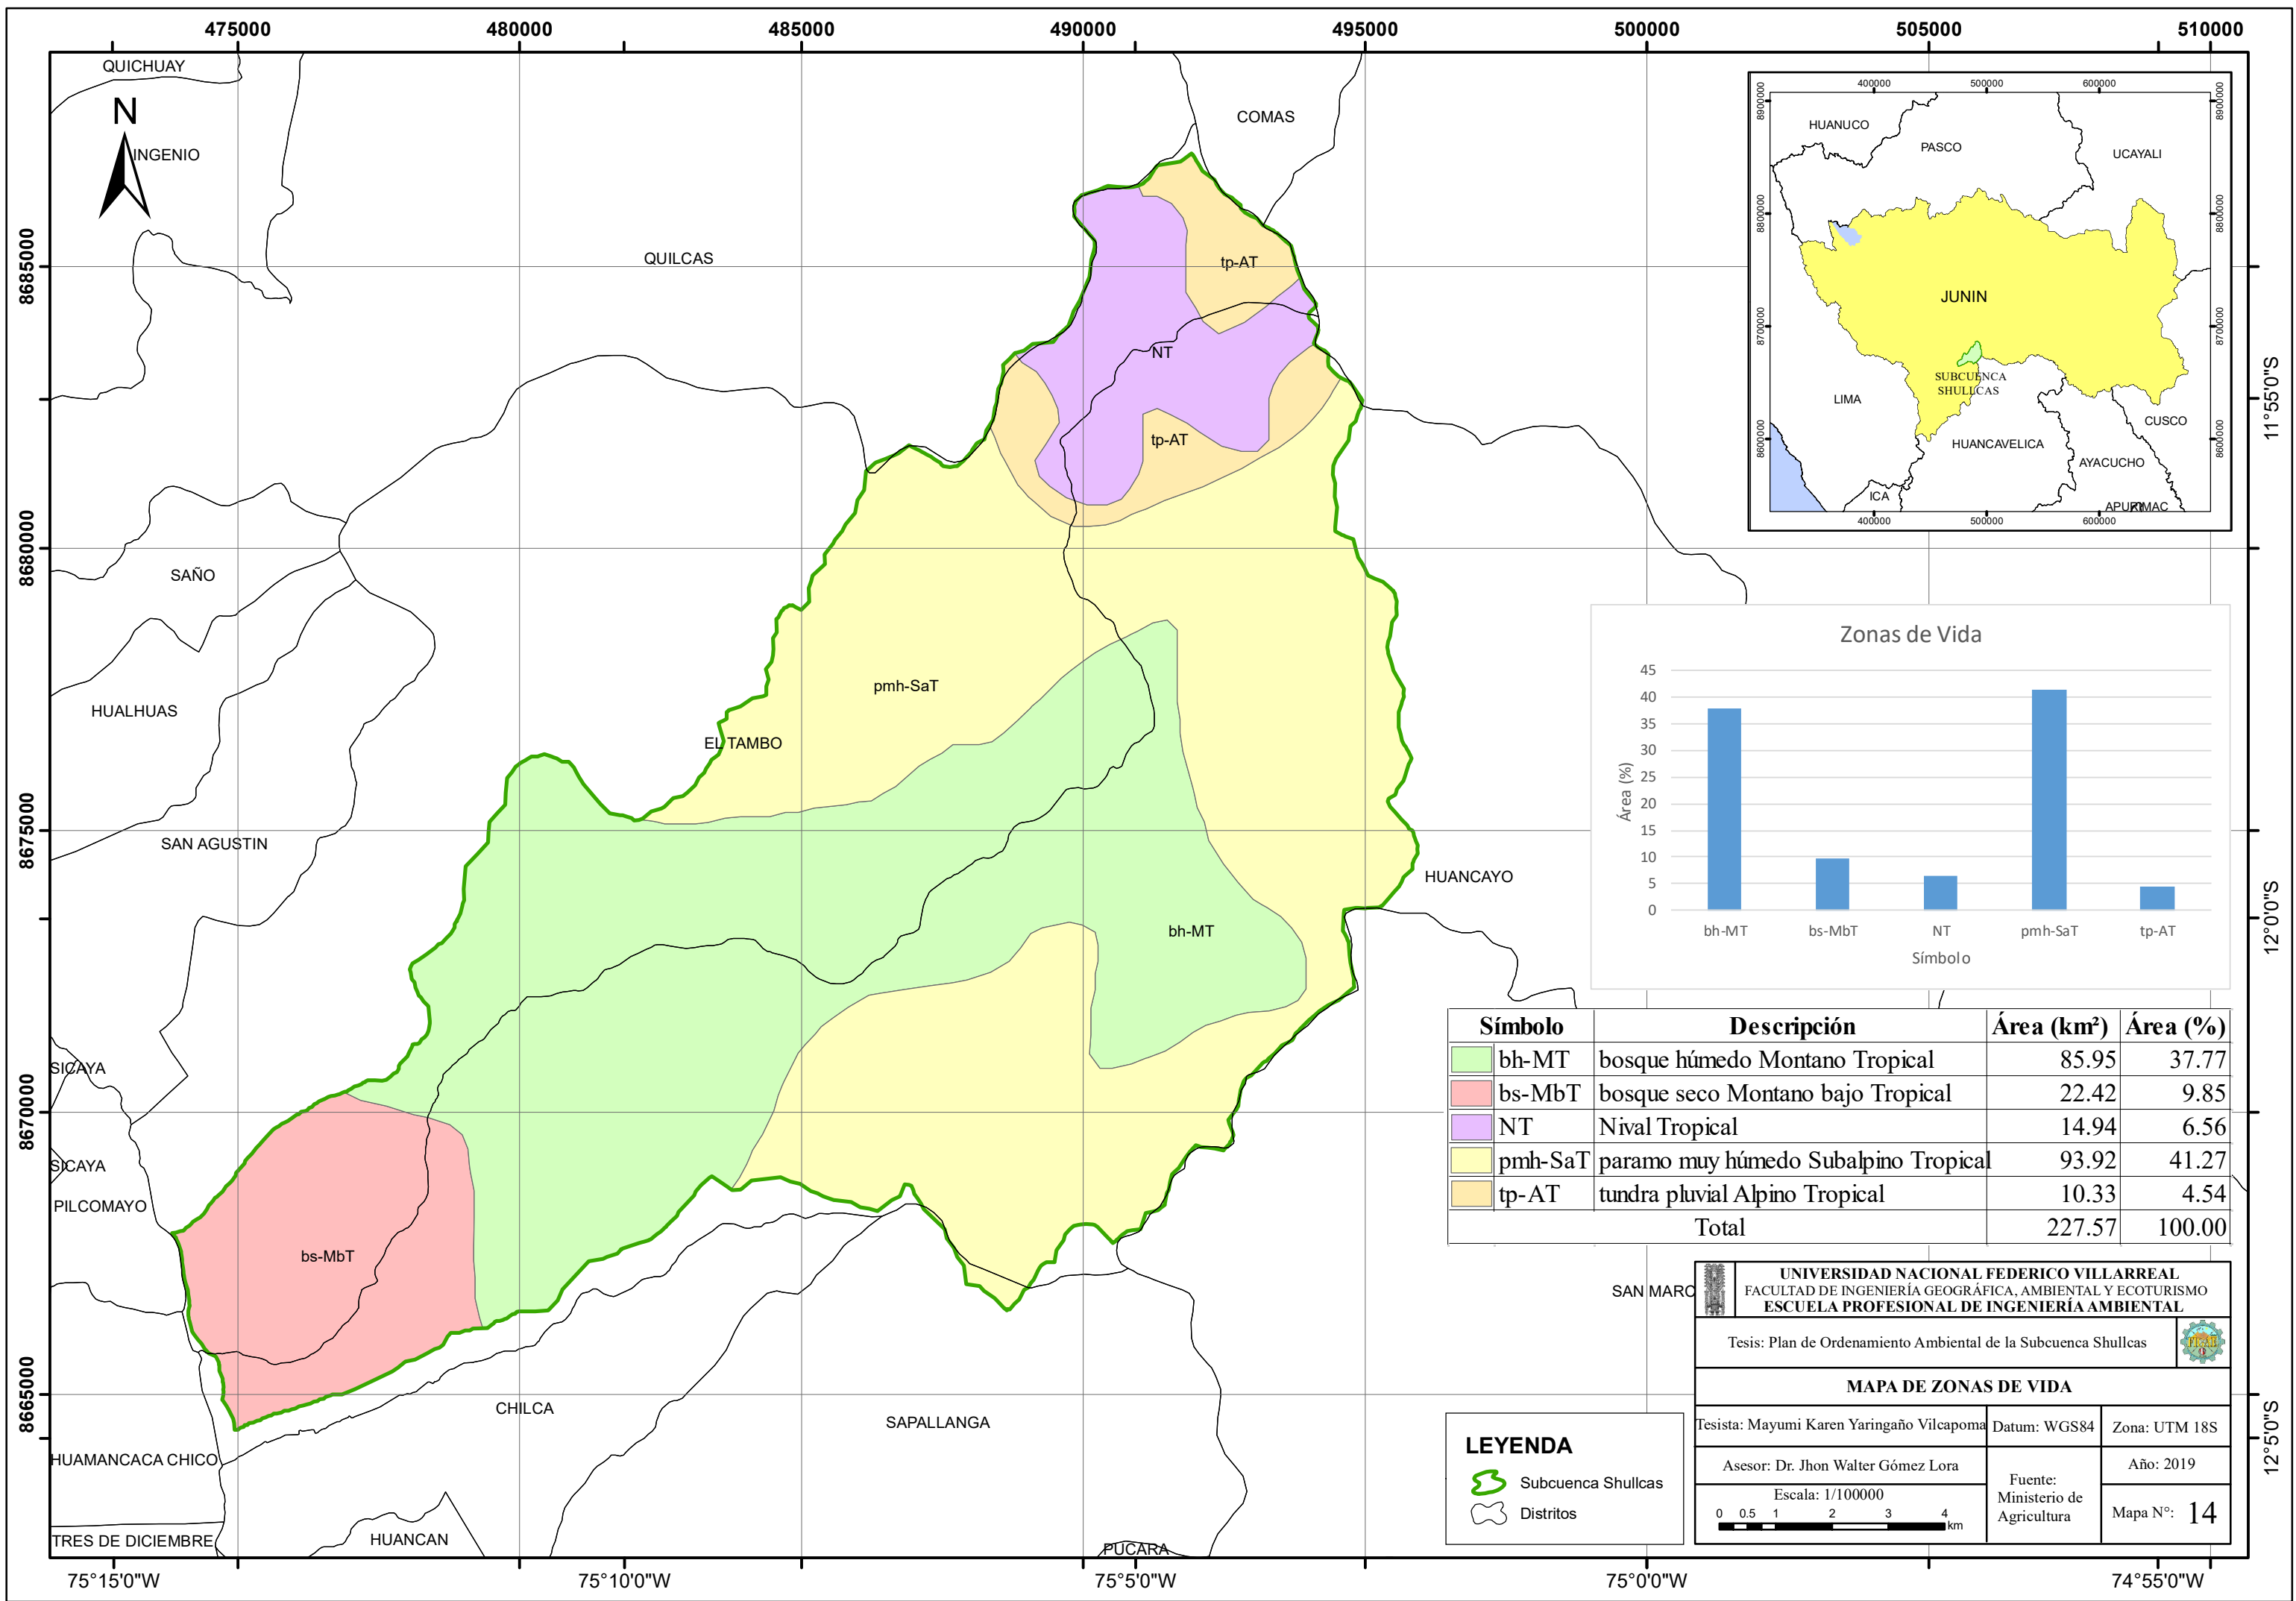 475000 480000 485000 490000 495000 500000 505000 510000
QUICHUAY
N
INGENIO
COMAS
QUILCAS
8685000
tp-AT
NT
tp-AT
8680000
SAÑO
HUALHUAS
pmh-SaT
EL TAMBO
8675000
SAN AGUSTIN
HUANCAYO
bh-MT
SICAYA
8670000
SICAYA
PILCOMAYO
bs-MbT
SAN MARC
8665000
CHILCA
SAPALLANGA
HUAMANCACA CHICO
TRES DE DICIEMBRE
HUANCAN
PUCARA
75°15'0"W 75°10'0"W 75°5'0"W 75°0'0"W 74°55'0"W
11°55'0"S
12°0'0"S
12°5'0"S
400000 500000 600000
8900000 8900000
HUANUCO
PASCO
UCAYALI
8800000 8800000
JUNIN
8700000 8700000
SUBCUENCA
SHULLCAS
LIMA
CUSCO
8600000 8600000
HUANCAVELICA
AYACUCHO
ICA
APURIMAC
400000 500000 600000
Zonas de Vida
45
40
35
30
25
20
15
10
5
0
Área (%)
bh-MT bs-MbT NT pmh-SaT tp-AT
Símbolo
Símbolo Descripción Área (km²) Área (%)
bh-MT bosque húmedo Montano Tropical 85.95 37.77
bs-MbT bosque seco Montano bajo Tropical 22.42 9.85
NT Nival Tropical 14.94 6.56
pmh-SaT paramo muy húmedo Subalpino Tropical 93.92 41.27
tp-AT tundra pluvial Alpino Tropical 10.33 4.54
Total 227.57 100.00
LEYENDA
Subcuenca Shullcas
Distritos
UNIVERSIDAD NACIONAL FEDERICO VILLARREAL
FACULTAD DE INGENIERÍA GEOGRÁFICA, AMBIENTAL Y ECOTURISMO
ESCUELA PROFESIONAL DE INGENIERÍA AMBIENTAL
Tesis: Plan de Ordenamiento Ambiental de la Subcuenca Shullcas
MAPA DE ZONAS DE VIDA
Tesista: Mayumi Karen Yaringaño Vilcapoma Datum: WGS84 Zona: UTM 18S
Asesor: Dr. Jhon Walter Gómez Lora
Fuente:
Ministerio de
Agricultura
Año: 2019
Escala: 1/100000
0 0.5 1 2 3 4
km
Mapa N°: 14